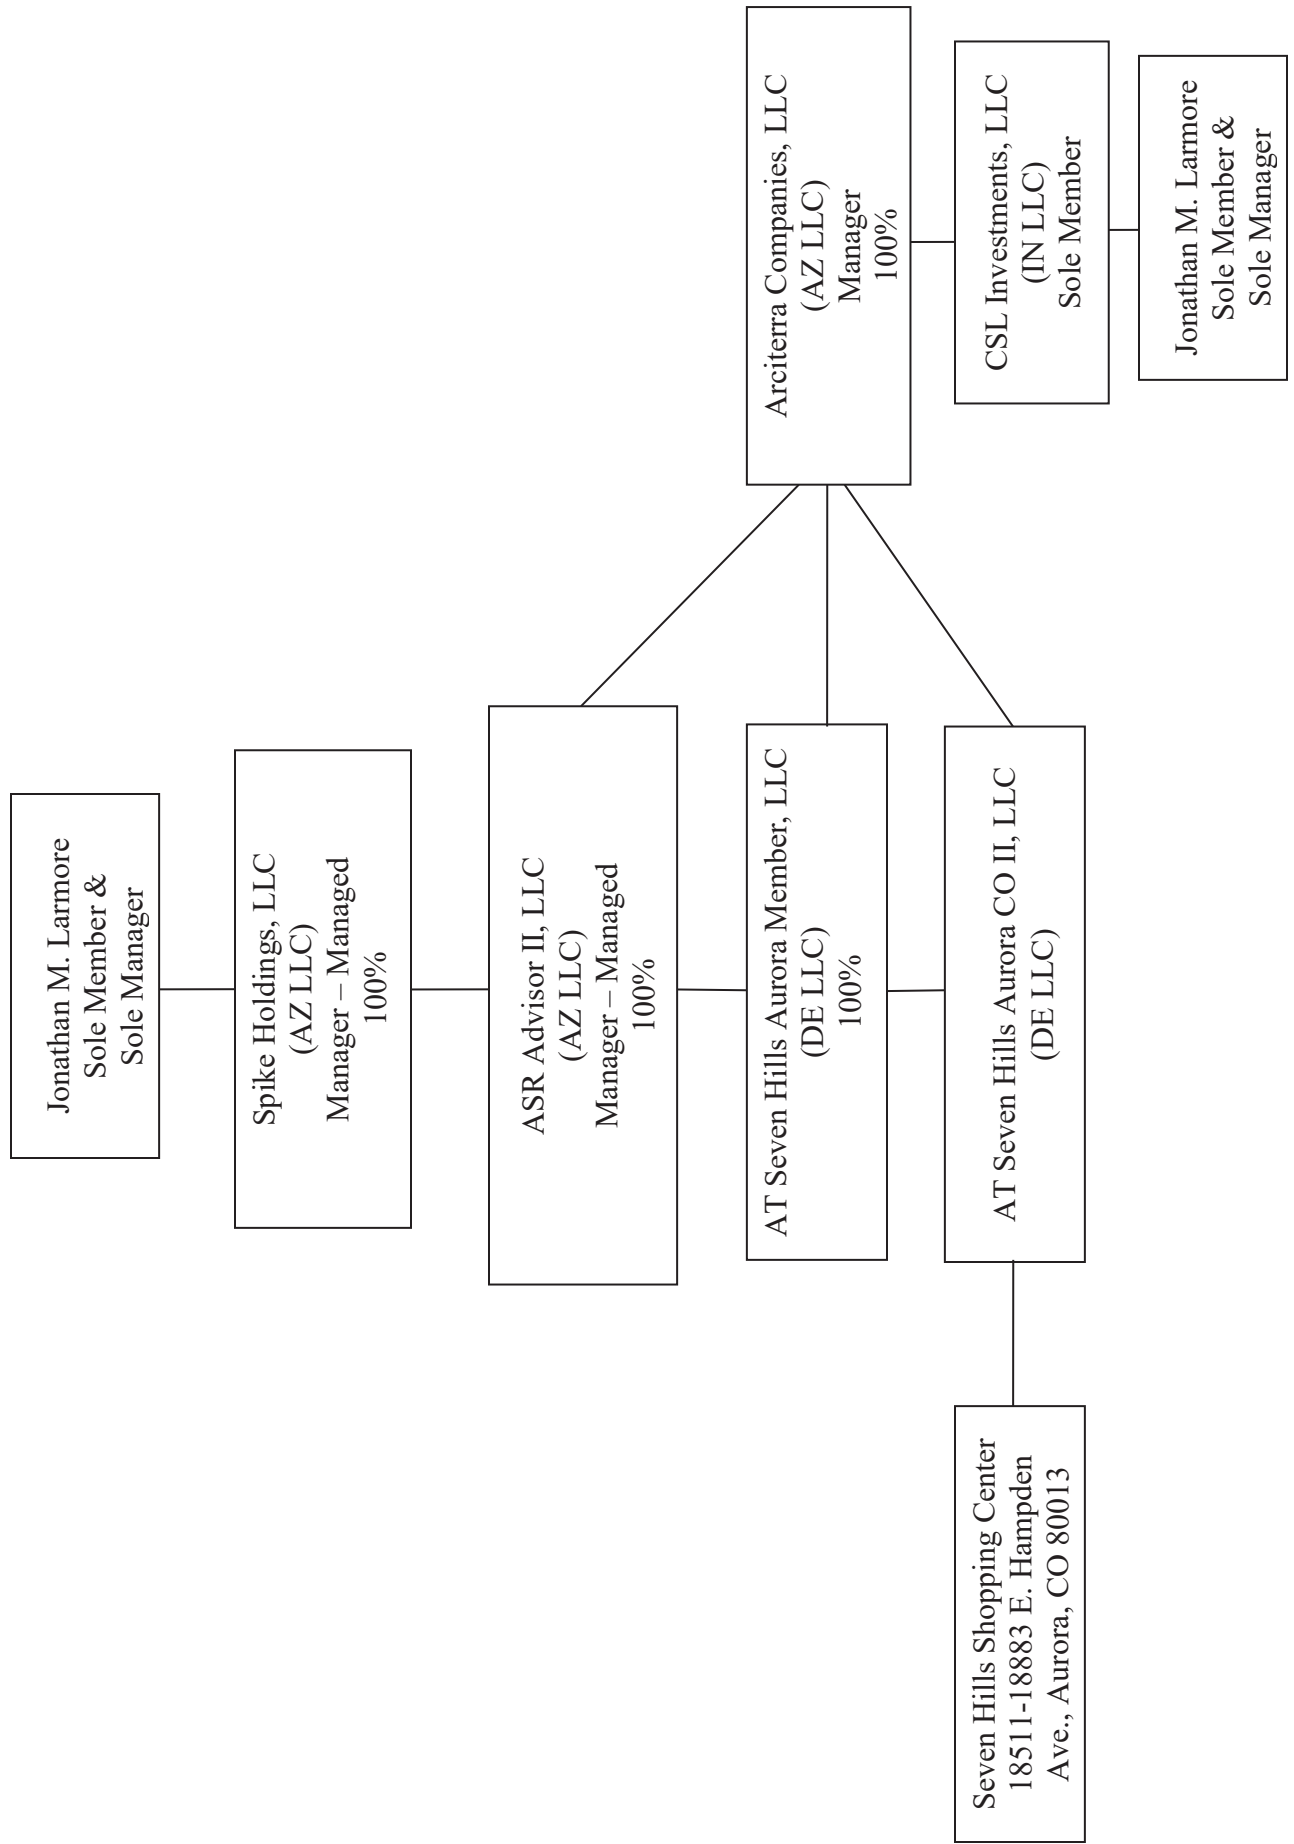 Jonathan M. Larmore
Sole Member &
Sole Manager
Spike Holdings, LLC
(AZ LLC)
Manager – Managed
100%
ASR Advisor II, LLC
(AZ LLC)
Manager – Managed
100%
AT Seven Hills Aurora Member, LLC
(DE LLC)
100%
Arciterra Companies, LLC
(AZ LLC)
Manager
100%
AT Seven Hills Aurora CO II, LLC
(DE LLC)
CSL Investments, LLC
(IN LLC)
Sole Member
Seven Hills Shopping Center
18511-18883 E. Hampden
Ave., Aurora, CO 80013
Jonathan M. Larmore
Sole Member &
Sole Manager